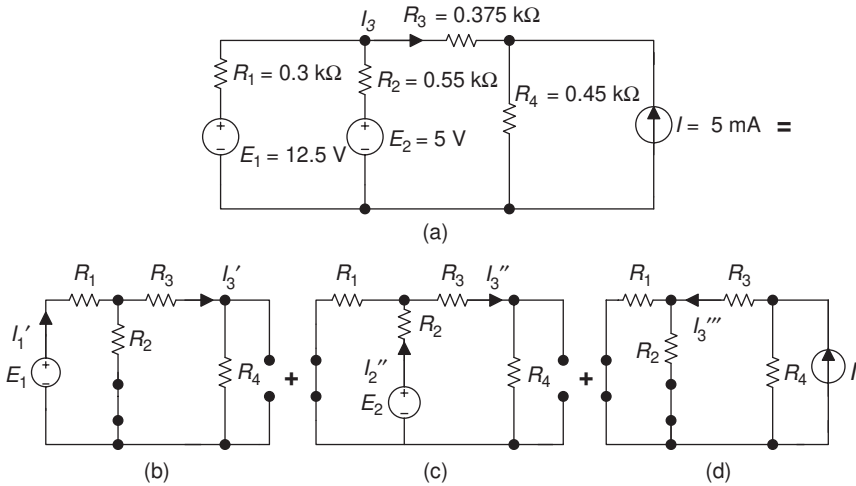 I₃ R₃ = 0.375 kΩ
R₁ = 0.3 kΩ R₂ = 0.55 kΩ R₄ = 0.45 kΩ
E₁ = 12.5 V E₂ = 5 V I = 5 mA =
(a)
R₁ R₃ I₃′ R₁ R₃ I₃″ R₁ R₃
I₁′ R₂ R₂ I₃‴ R₂
E₁ R₄ + I₂″ E₂ R₄ + R₄ I
(b) (c) (d)